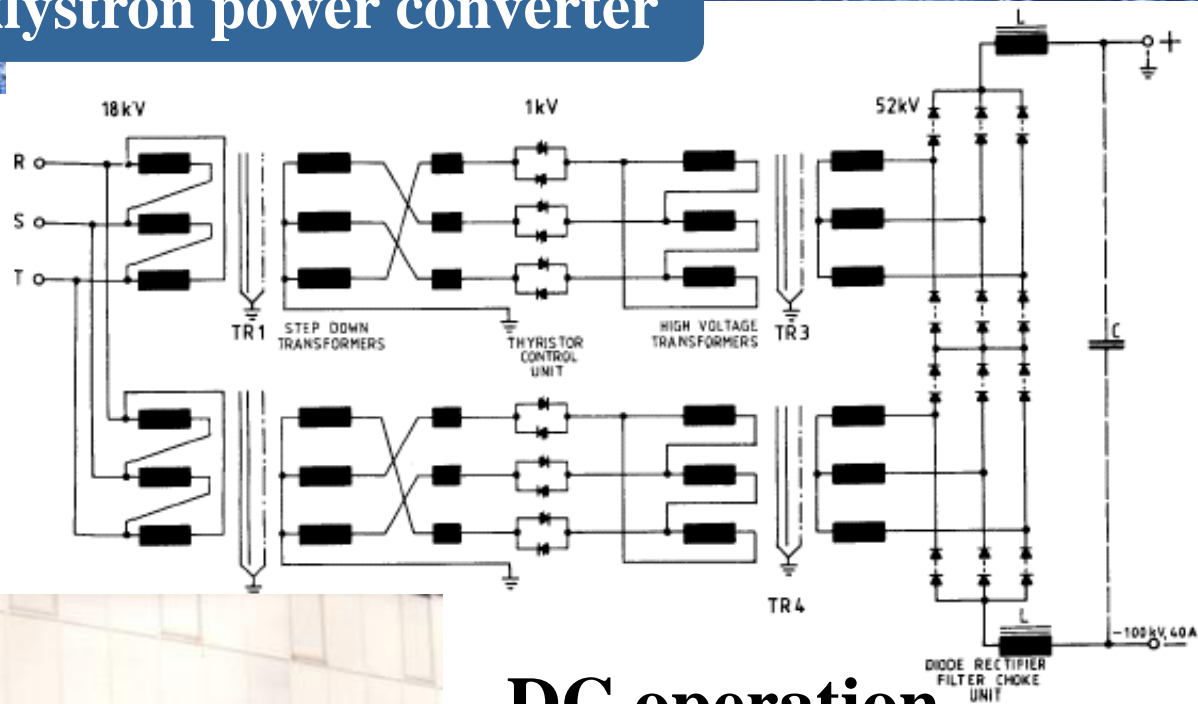 klystron power converter
L
+
18kV
1kV
52kV
R
S
T
TR1
STEP DOWN
TRANSFORMERS
THYRISTOR
CONTROL
UNIT
HIGH VOLTAGE
TRANSFORMERS
TR3
C
TR4
L
-100kV,40A
DIODE RECTIFIER
FILTER CHOKE
UNIT
DC operation